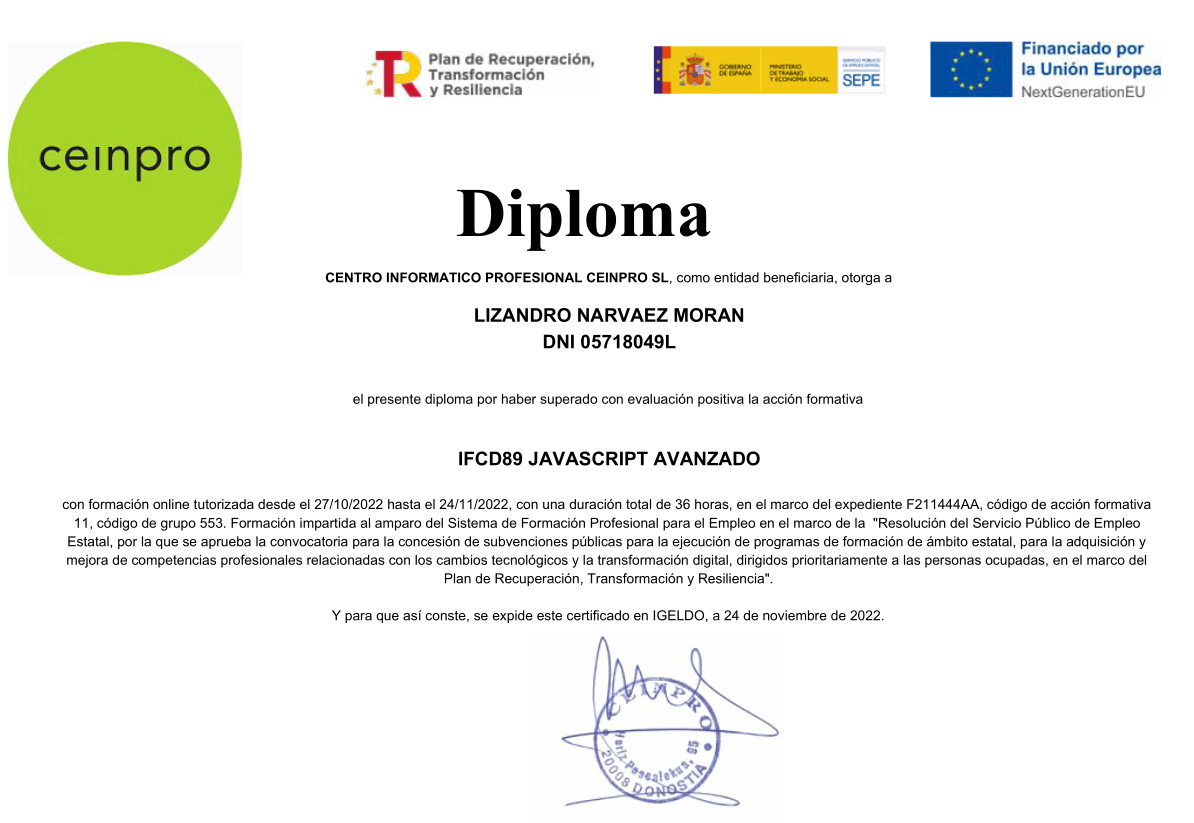 ceinpro
Plan de Recuperación,
Transformación
y Resiliencia
GOBIERNO
DE ESPAÑA
MINISTERIO
DE TRABAJO
Y ECONOMÍA SOCIAL
SERVICIO PÚBLICO
DE EMPLEO ESTATAL
SEPE
Financiado por
la Unión Europea
NextGenerationEU
Diploma
CENTRO INFORMATICO PROFESIONAL CEINPRO SL, como entidad beneficiaria, otorga a
LIZANDRO NARVAEZ MORAN
DNI 05718049L
el presente diploma por haber superado con evaluación positiva la acción formativa
IFCD89 JAVASCRIPT AVANZADO
con formación online tutorizada desde el 27/10/2022 hasta el 24/11/2022, con una duración total de 36 horas, en el marco del expediente F211444AA, código de acción formativa
11, código de grupo 553. Formación impartida al amparo del Sistema de Formación Profesional para el Empleo en el marco de la  "Resolución del Servicio Público de Empleo
Estatal, por la que se aprueba la convocatoria para la concesión de subvenciones públicas para la ejecución de programas de formación de ámbito estatal, para la adquisición y
mejora de competencias profesionales relacionadas con los cambios tecnológicos y la transformación digital, dirigidos prioritariamente a las personas ocupadas, en el marco del
Plan de Recuperación, Transformación y Resiliencia".
Y para que así conste, se expide este certificado en IGELDO, a 24 de noviembre de 2022.
CEINPRO
95
20008 DONOSTIA